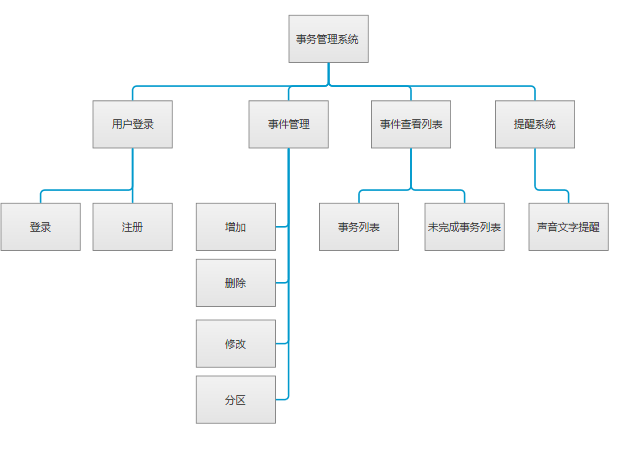 事务管理系统
用户登录
事件管理
事件查看列表
提醒系统
登录
注册
增加
事务列表
未完成事务列表
声音文字提醒
删除
修改
分区